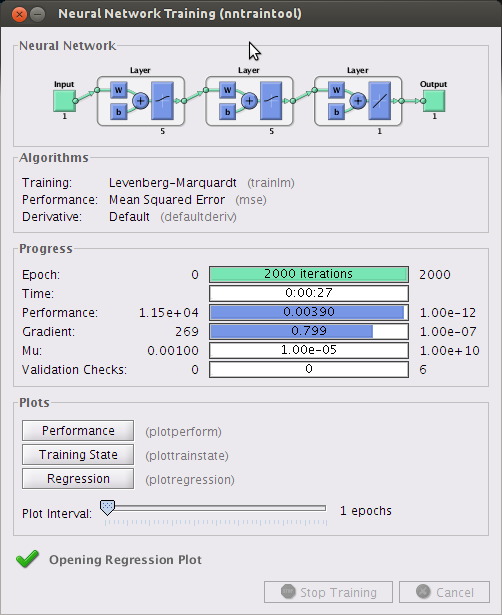 Neural Network Training (nntraintool)
Neural Network
Layer Layer Layer
Input Output
W W W
b b b
1 5 5 1 1
Algorithms
Training: Levenberg-Marquardt (trainlm)
Performance: Mean Squared Error (mse)
Derivative: Default (defaultderiv)
Progress
Epoch: 0 2000 iterations 2000
Time: 0:00:27
Performance: 1.15e+04 0.00390 1.00e-12
Gradient: 269 0.799 1.00e-07
Mu: 0.00100 1.00e-05 1.00e+10
Validation Checks: 0 0 6
Plots
Performance (plotperform)
Training State (plottrainstate)
Regression (plotregression)
Plot Interval: 1 epochs
Opening Regression Plot
Stop Training Cancel